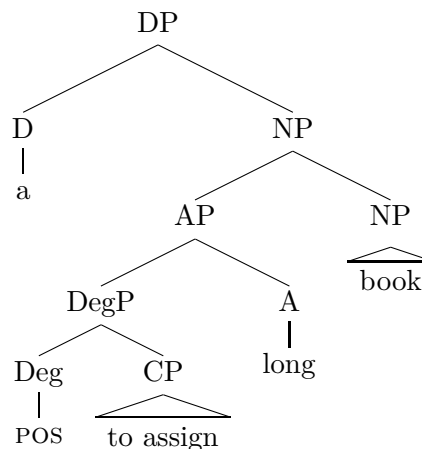 DP
D NP
a
AP NP
book
DegP A
long
Deg CP
POS to assign